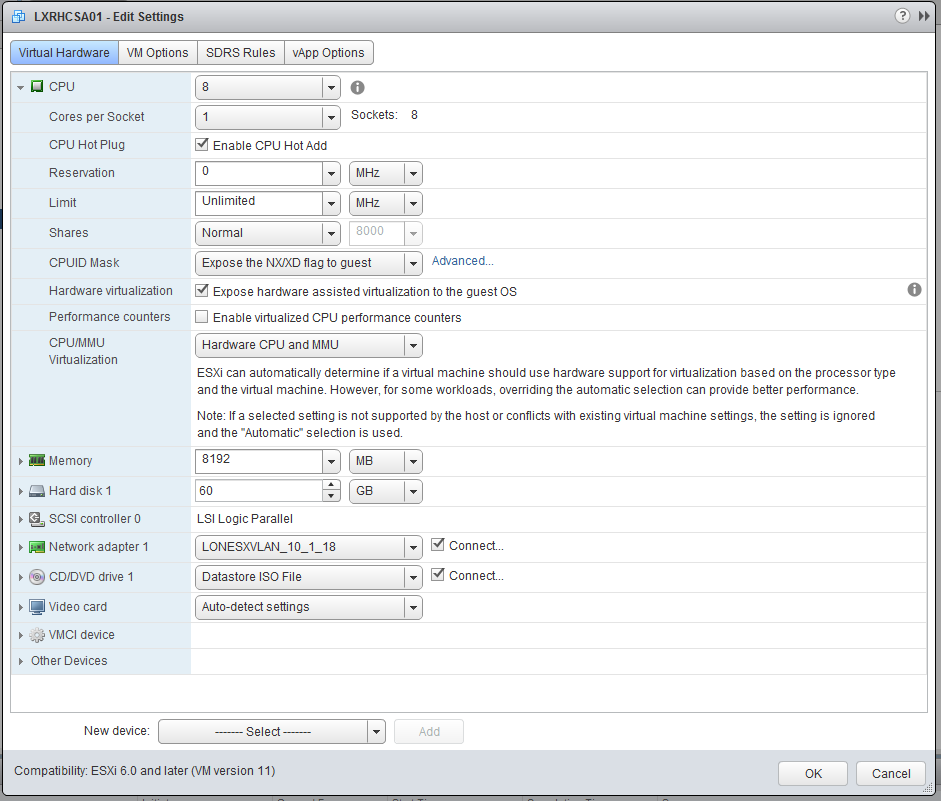 LXRHCSA01 - Edit Settings
?
Virtual Hardware VM Options SDRS Rules vApp Options
CPU 8
Cores per Socket 1 Sockets: 8
CPU Hot Plug Enable CPU Hot Add
Reservation 0 MHz
Limit Unlimited MHz
Shares Normal 8000
CPUID Mask Expose the NX/XD flag to guest Advanced...
Hardware virtualization Expose hardware assisted virtualization to the guest OS
Performance counters Enable virtualized CPU performance counters
CPU/MMU Virtualization Hardware CPU and MMU
ESXi can automatically determine if a virtual machine should use hardware support for virtualization based on the processor type
and the virtual machine. However, for some workloads, overriding the automatic selection can provide better performance.
Note: If a selected setting is not supported by the host or conflicts with existing virtual machine settings, the setting is ignored
and the "Automatic" selection is used.
Memory 8192 MB
Hard disk 1 60 GB
SCSI controller 0 LSI Logic Parallel
Network adapter 1 LONESXVLAN_10_1_18 Connect...
CD/DVD drive 1 Datastore ISO File Connect...
Video card Auto-detect settings
VMCI device
Other Devices
New device: ------- Select ------- Add
Compatibility: ESXi 6.0 and later (VM version 11) OK Cancel